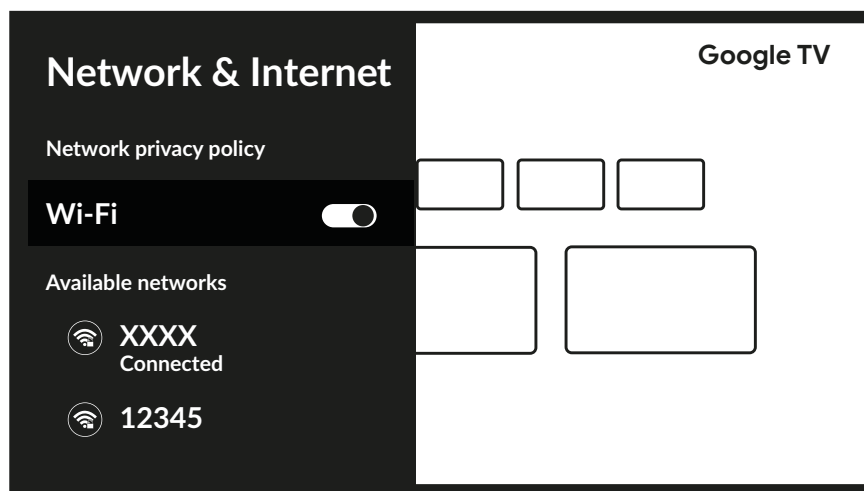 Network & Internet
Google TV
Network privacy policy
Wi-Fi
Available networks
XXXX
Connected
12345